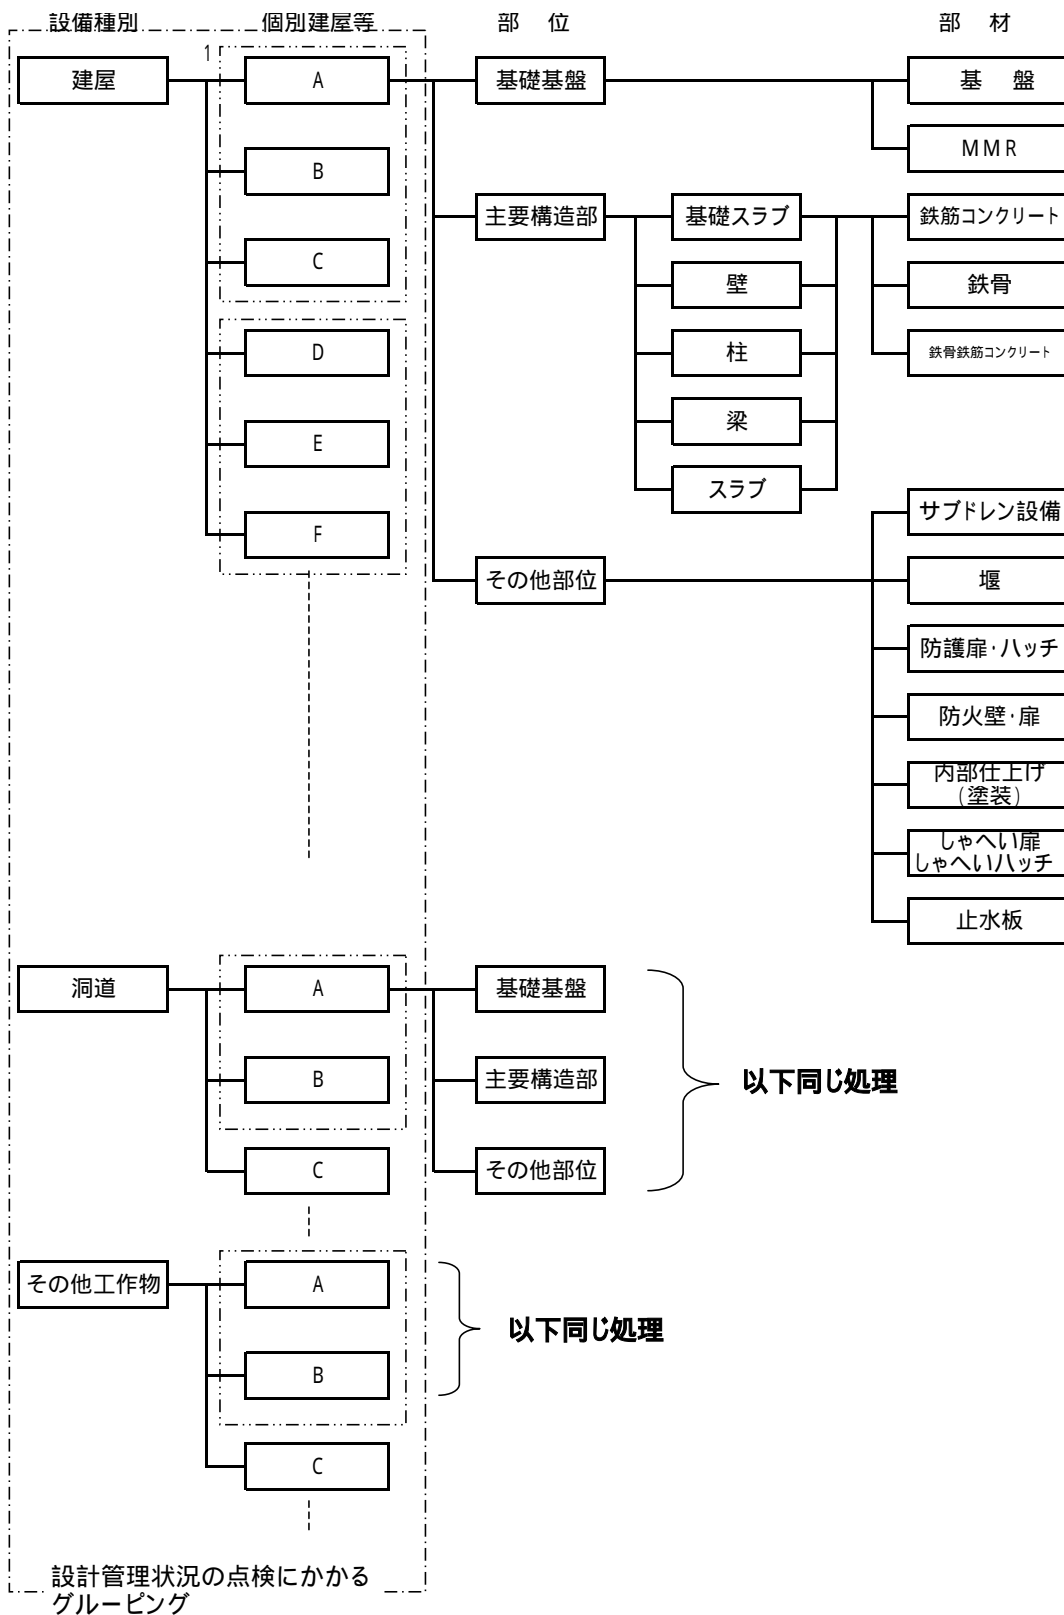 設備種別 個別建屋等 部 位 部 材
1
建屋 A 基礎基盤 基 盤
MMR
B
主要構造部 基礎スラブ 鉄筋コンクリート
C 壁 鉄骨
D 柱 鉄骨鉄筋コンクリート
E 梁
スラブ
F サブドレン設備
その他部位 堰
防護扉・ハッチ
防火壁・扉
内部仕上げ
(塗装)
しゃへい扉
しゃへいハッチ
止水板
洞道 A 基礎基盤
B 主要構造部 以下同じ処理
C その他部位
その他工作物 A
以下同じ処理
B
C
設計管理状況の点検にかかる
グルーピング